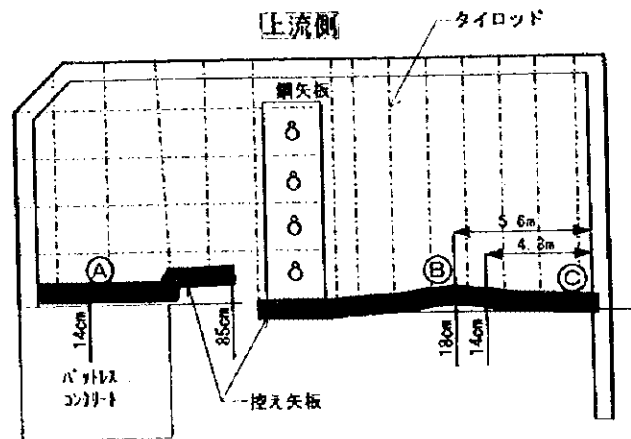 上流側
タイロッド
鋼矢板
5.6m
4.8m
A
B
C
14cm
85cm
18cm
14cm
バットレス
コンクリート
控え矢板